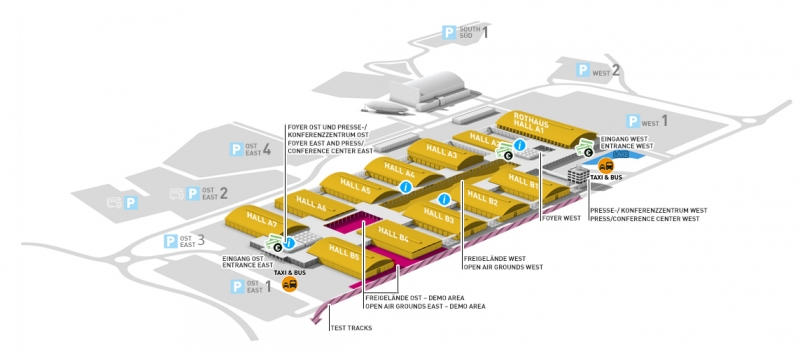 P SOUTH
SÜD 1
P WEST 2
P WEST 1
ROTHAUS
HALL A1
EINGANG WEST
ENTRANCE WEST
€
LAKE
TAXI & BUS
FOYER OST UND PRESSE-/
KONFERENZZENTRUM OST
FOYER EAST AND PRESS/
CONFERENCE CENTER EAST
HALL A2
€
i
HALL A3
HALL A4
i
HALL A5
HALL A6
HALL A7
€
i
HALL B1
HALL B2
i
HALL B3
HALL B4
HALL B5
P OST
EAST 4
P
P OST
EAST 2
P OST
EAST 3
P OST
EAST 1
EINGANG OST
ENTRANCE EAST
TAXI & BUS
PRESSE-/ KONFERENZZENTRUM WEST
PRESS/CONFERENCE CENTER WEST
FOYER WEST
FREIGELÄNDE WEST
OPEN AIR GROUNDS WEST
FREIGELÄNDE OST – DEMO AREA
OPEN AIR GROUNDS EAST – DEMO AREA
TEST TRACKS